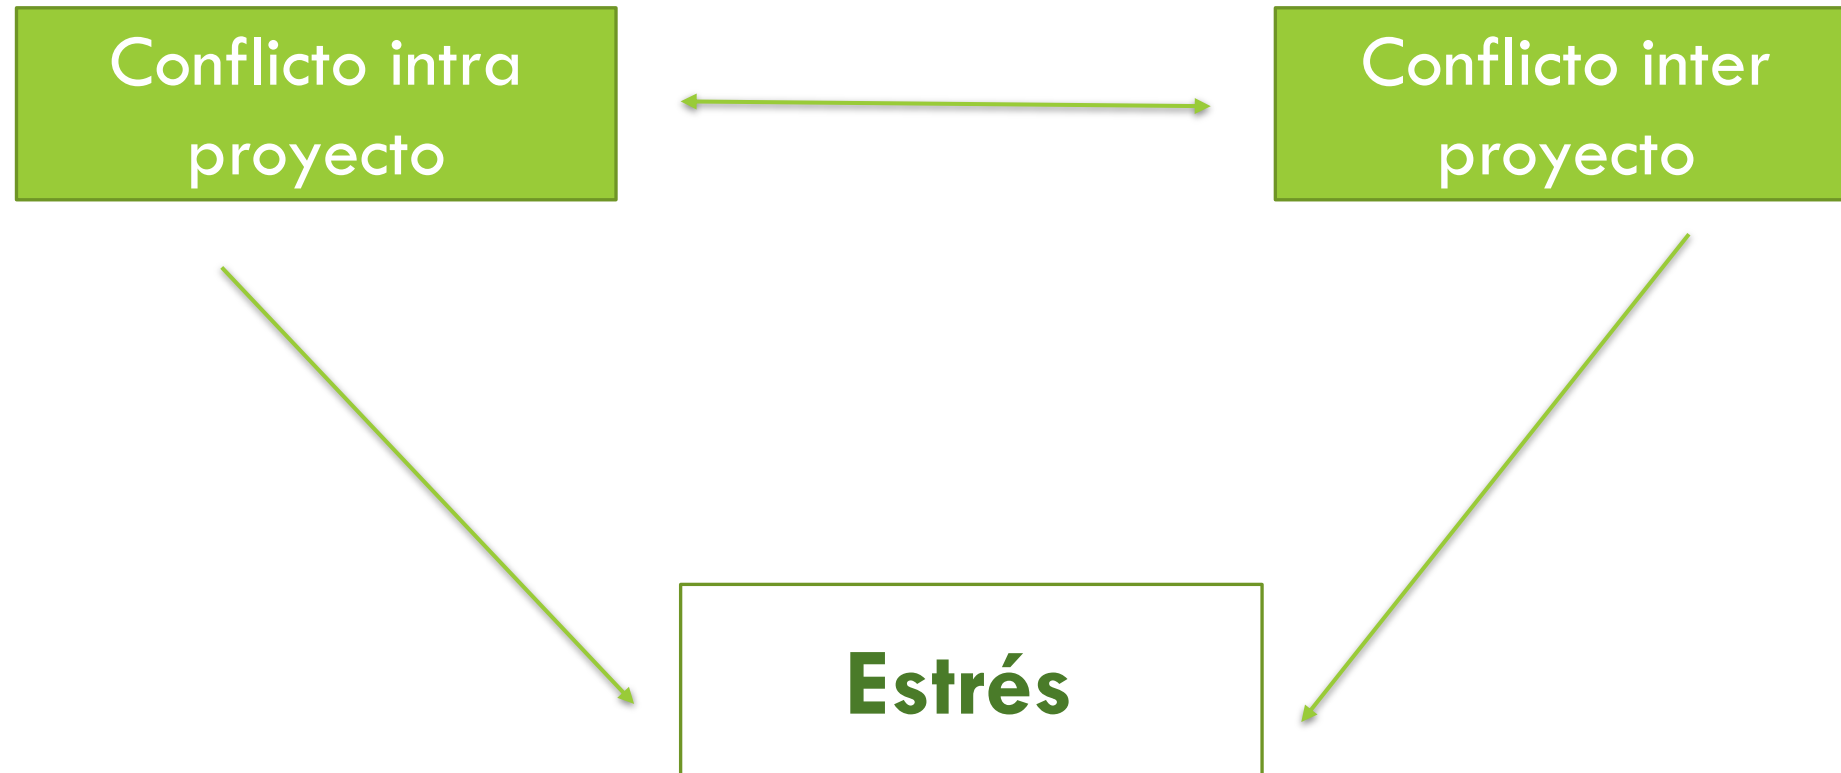 Conflicto intra
proyecto
Conflicto inter
proyecto
Estrés